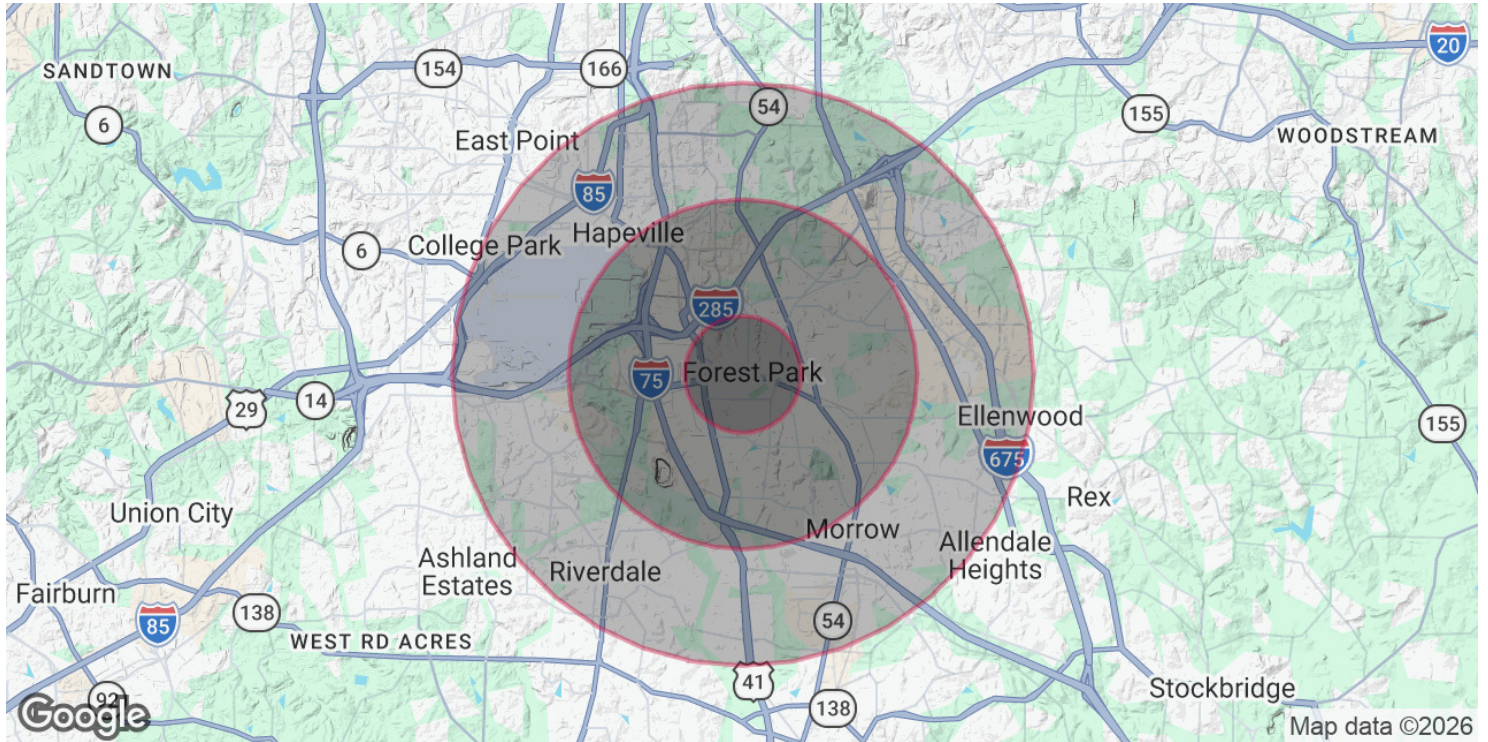 20
SANDTOWN
154
166
54
155
6
East Point
WOODSTREAM
85
Hapeville
College Park
6
285
Forest Park
75
29
14
Ellenwood
155
675
Rex
Union City
Morrow
Allendale
Heights
Ashland
Estates
Riverdale
Fairburn
138
85
54
WEST RD ACRES
41
Stockbridge
92
138
Google
Map data ©2026